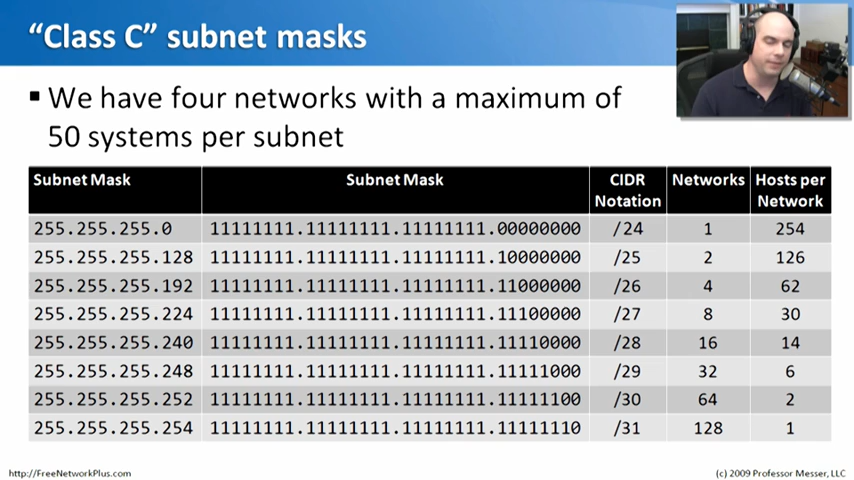 “Class C” subnet masks
▪ We have four networks with a maximum of
50 systems per subnet
Subnet Mask Subnet Mask CIDR Notation Networks Hosts per Network
255.255.255.0 11111111.11111111.11111111.00000000 /24 1 254
255.255.255.128 11111111.11111111.11111111.10000000 /25 2 126
255.255.255.192 11111111.11111111.11111111.11000000 /26 4 62
255.255.255.224 11111111.11111111.11111111.11100000 /27 8 30
255.255.255.240 11111111.11111111.11111111.11110000 /28 16 14
255.255.255.248 11111111.11111111.11111111.11111000 /29 32 6
255.255.255.252 11111111.11111111.11111111.11111100 /30 64 2
255.255.255.254 11111111.11111111.11111111.11111110 /31 128 1
http://FreeNetworkPlus.com (c) 2009 Professor Messer, LLC